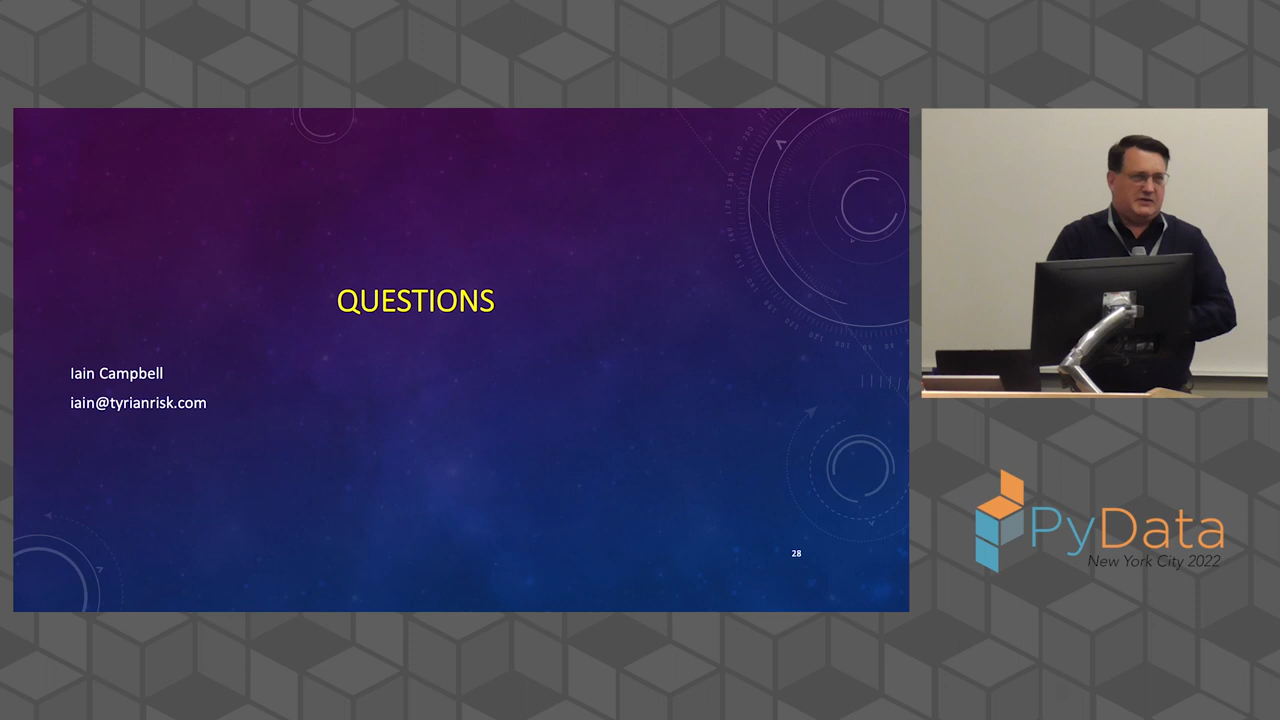 QUESTIONS
Iain Campbell
iain@tyrianrisk.com
28
PyData
New York City 2022